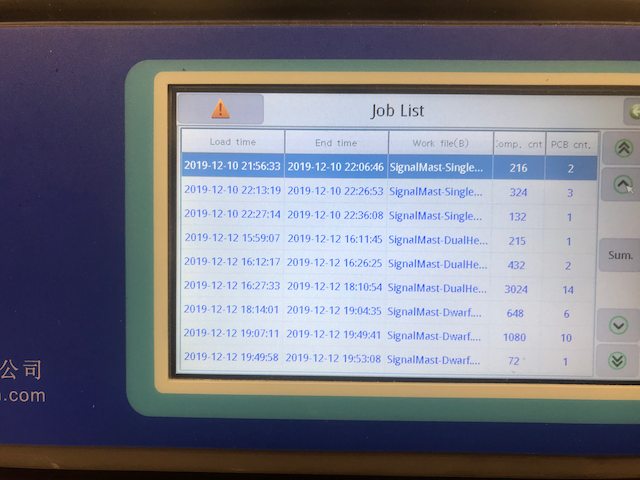 Job List
Load time End time Work file(B) Comp. cnt PCB cnt.
2019-12-10 21:56:33 2019-12-10 22:06:46 SignalMast-Single... 216 2
2019-12-10 22:13:19 2019-12-10 22:26:53 SignalMast-Single... 324 3
2019-12-10 22:27:14 2019-12-10 22:36:08 SignalMast-Single... 132 1
2019-12-12 15:59:07 2019-12-12 16:11:45 SignalMast-DualHe... 215 1
2019-12-12 16:12:17 2019-12-12 16:26:25 SignalMast-DualHe... 432 2
2019-12-12 16:27:33 2019-12-12 18:10:54 SignalMast-DualHe... 3024 14
2019-12-12 18:14:01 2019-12-12 19:04:35 SignalMast-Dwarf.... 648 6
2019-12-12 19:07:11 2019-12-12 19:49:41 SignalMast-Dwarf.... 1080 10
2019-12-12 19:49:58 2019-12-12 19:53:08 SignalMast-Dwarf.... 72 1
Sum.
公司
.com